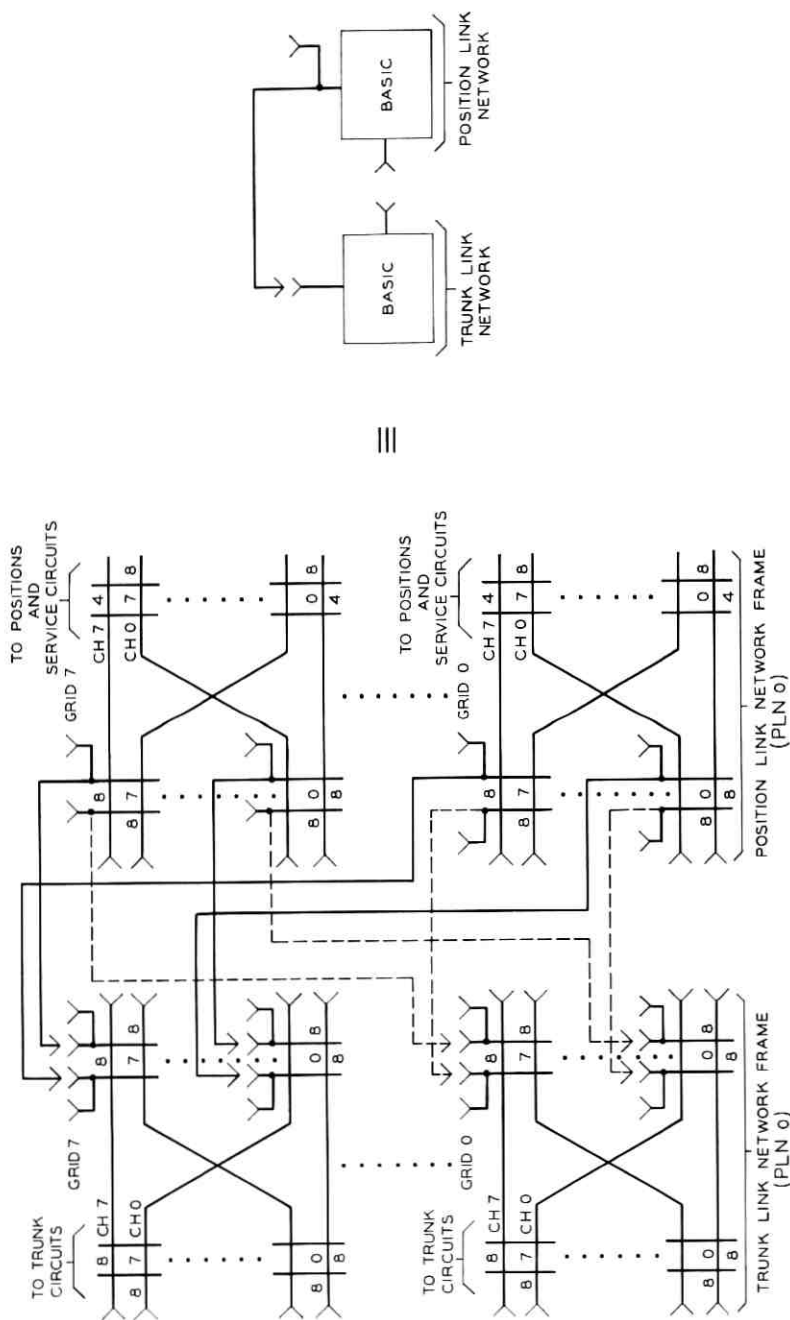 TO TRUNK
CIRCUITS
8
CH 7
8
7
CH 0
8
0
8
GRID 7
8
7
8
0
8
GRID 7
8
8
7
8
0
8
TO POSITIONS
AND
SERVICE CIRCUITS
CH 7
4
CH 0
7
8
0
4
TO TRUNK
CIRCUITS
8
CH 7
8
7
CH 0
8
0
8
GRID 0
8
7
8
0
8
GRID 0
8
8
7
8
0
8
TO POSITIONS
AND
SERVICE CIRCUITS
CH 7
4
CH 0
7
8
0
4
TRUNK LINK NETWORK FRAME
(PLN 0)
POSITION LINK NETWORK FRAME
(PLN 0)
≡
BASIC
BASIC
TRUNK LINK
NETWORK
POSITION LINK
NETWORK